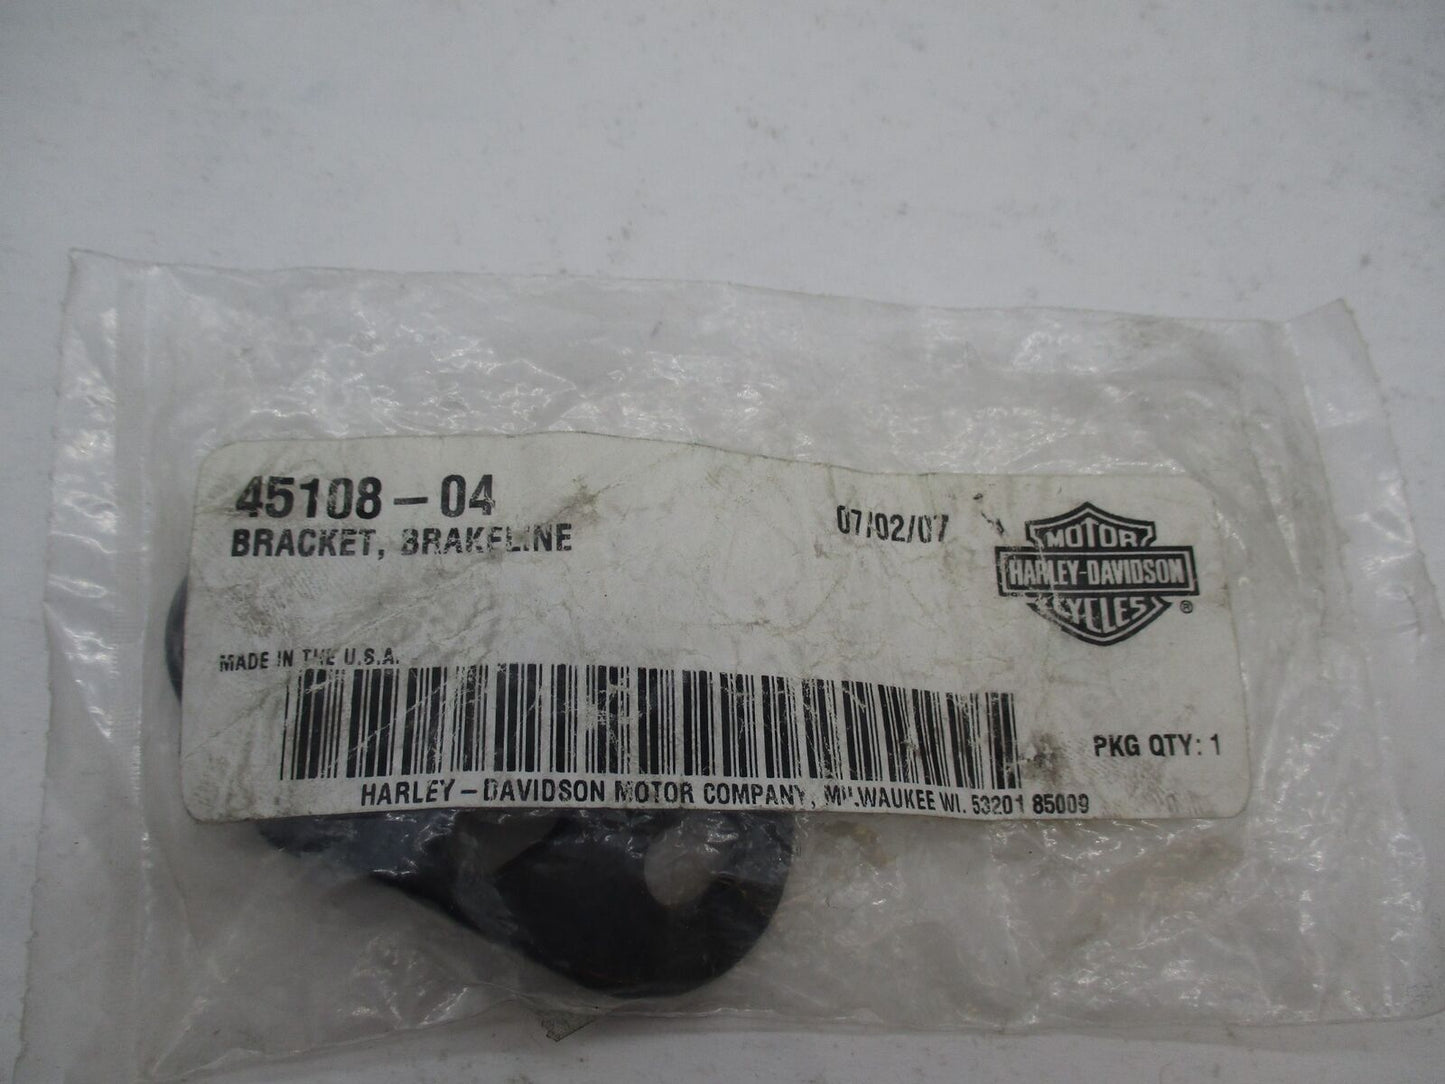 45108-04
BRACKET, BRAKELINE
07/02/07
MOTOR
HARLEY-DAVIDSON
CYCLES
®
MADE IN THE U.S.A.
PKG QTY: 1
HARLEY-DAVIDSON MOTOR COMPANY, MILWAUKEE WI. 53201 85009